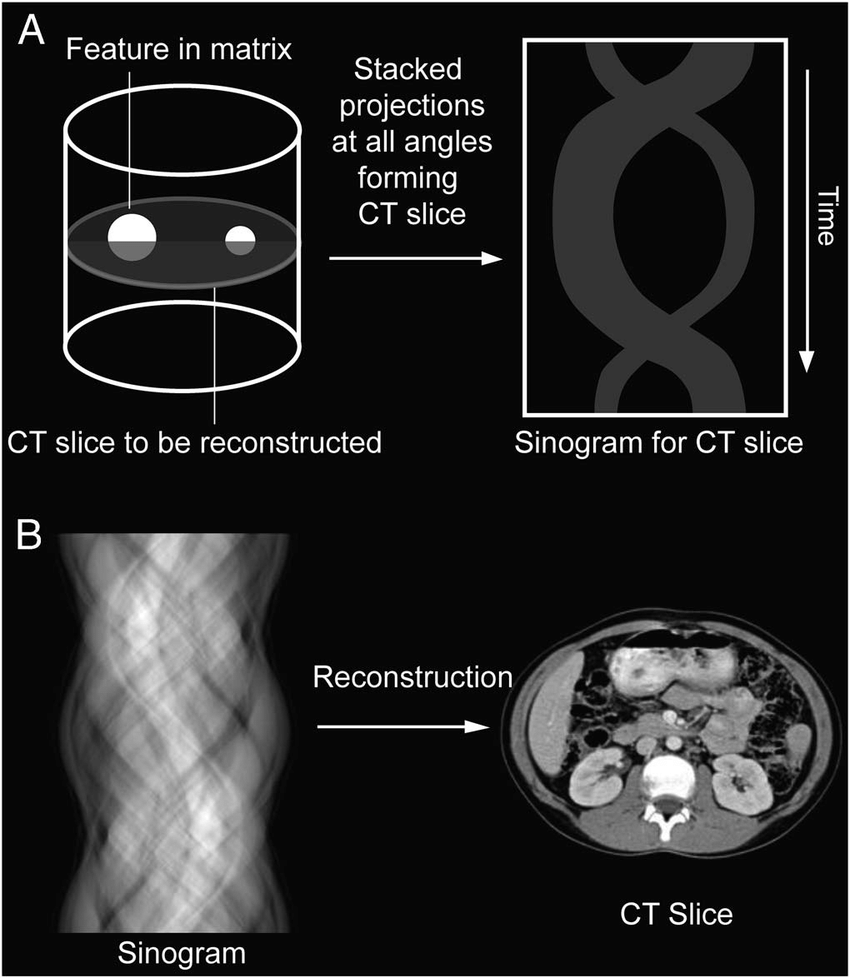 A
Feature in matrix
Stacked
projections
at all angles
forming
CT slice
Time
CT slice to be reconstructed
Sinogram for CT slice
B
Reconstruction
Sinogram
CT Slice